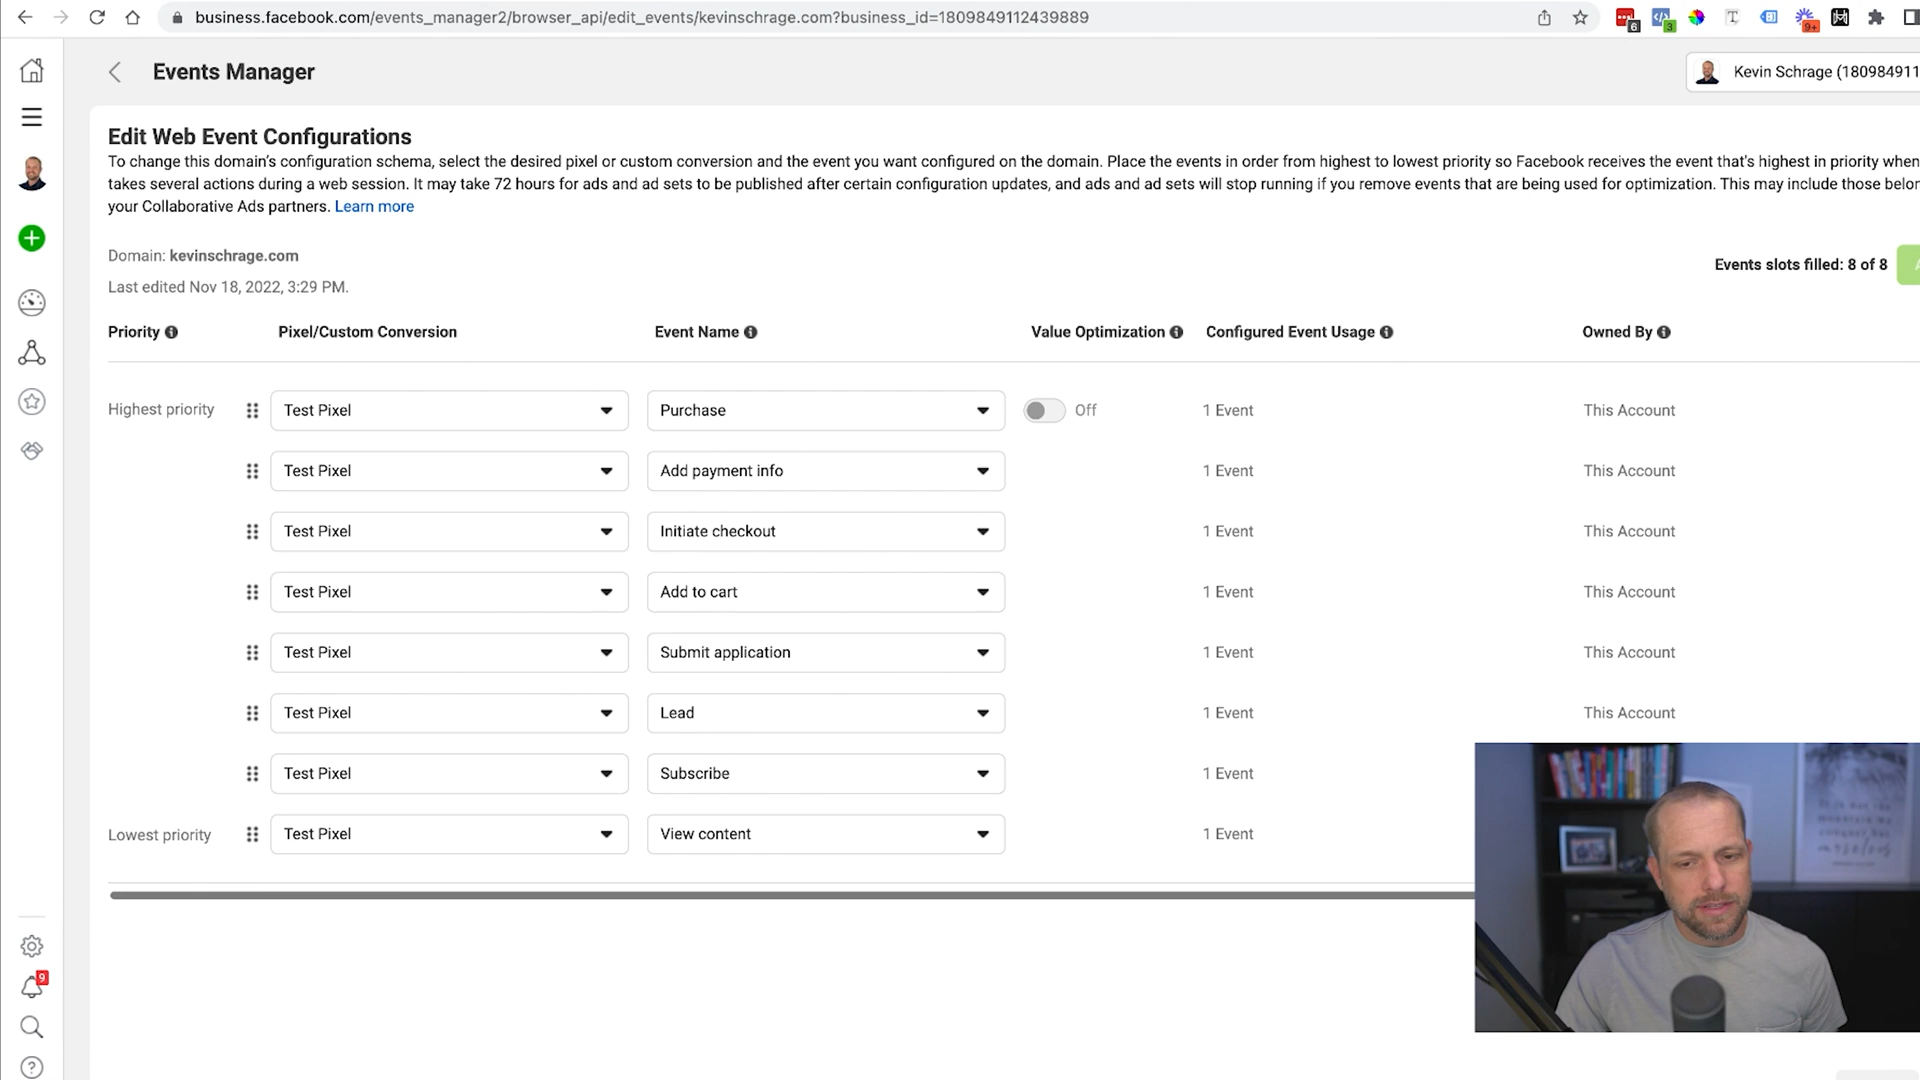 business.facebook.com/events_manager2/browser_api/edit_events/kevinschrage.com?business_id=1809849112439889
6
3
9+
Events Manager
Kevin Schrage (180984911
Edit Web Event Configurations
To change this domain's configuration schema, select the desired pixel or custom conversion and the event you want configured on the domain. Place the events in order from highest to lowest priority so Facebook receives the event that's highest in priority when
takes several actions during a web session. It may take 72 hours for ads and ad sets to be published after certain configuration updates, and ads and ad sets will stop running if you remove events that are being used for optimization. This may include those belor
your Collaborative Ads partners. Learn more
Domain: kevinschrage.com
Events slots filled: 8 of 8
Last edited Nov 18, 2022, 3:29 PM.
Priority Pixel/Custom Conversion Event Name Value Optimization Configured Event Usage Owned By
Highest priority Test Pixel Purchase Off 1 Event This Account
Test Pixel Add payment info 1 Event This Account
Test Pixel Initiate checkout 1 Event This Account
Test Pixel Add to cart 1 Event This Account
Test Pixel Submit application 1 Event This Account
Test Pixel Lead 1 Event This Account
Test Pixel Subscribe 1 Event
Lowest priority Test Pixel View content 1 Event
9